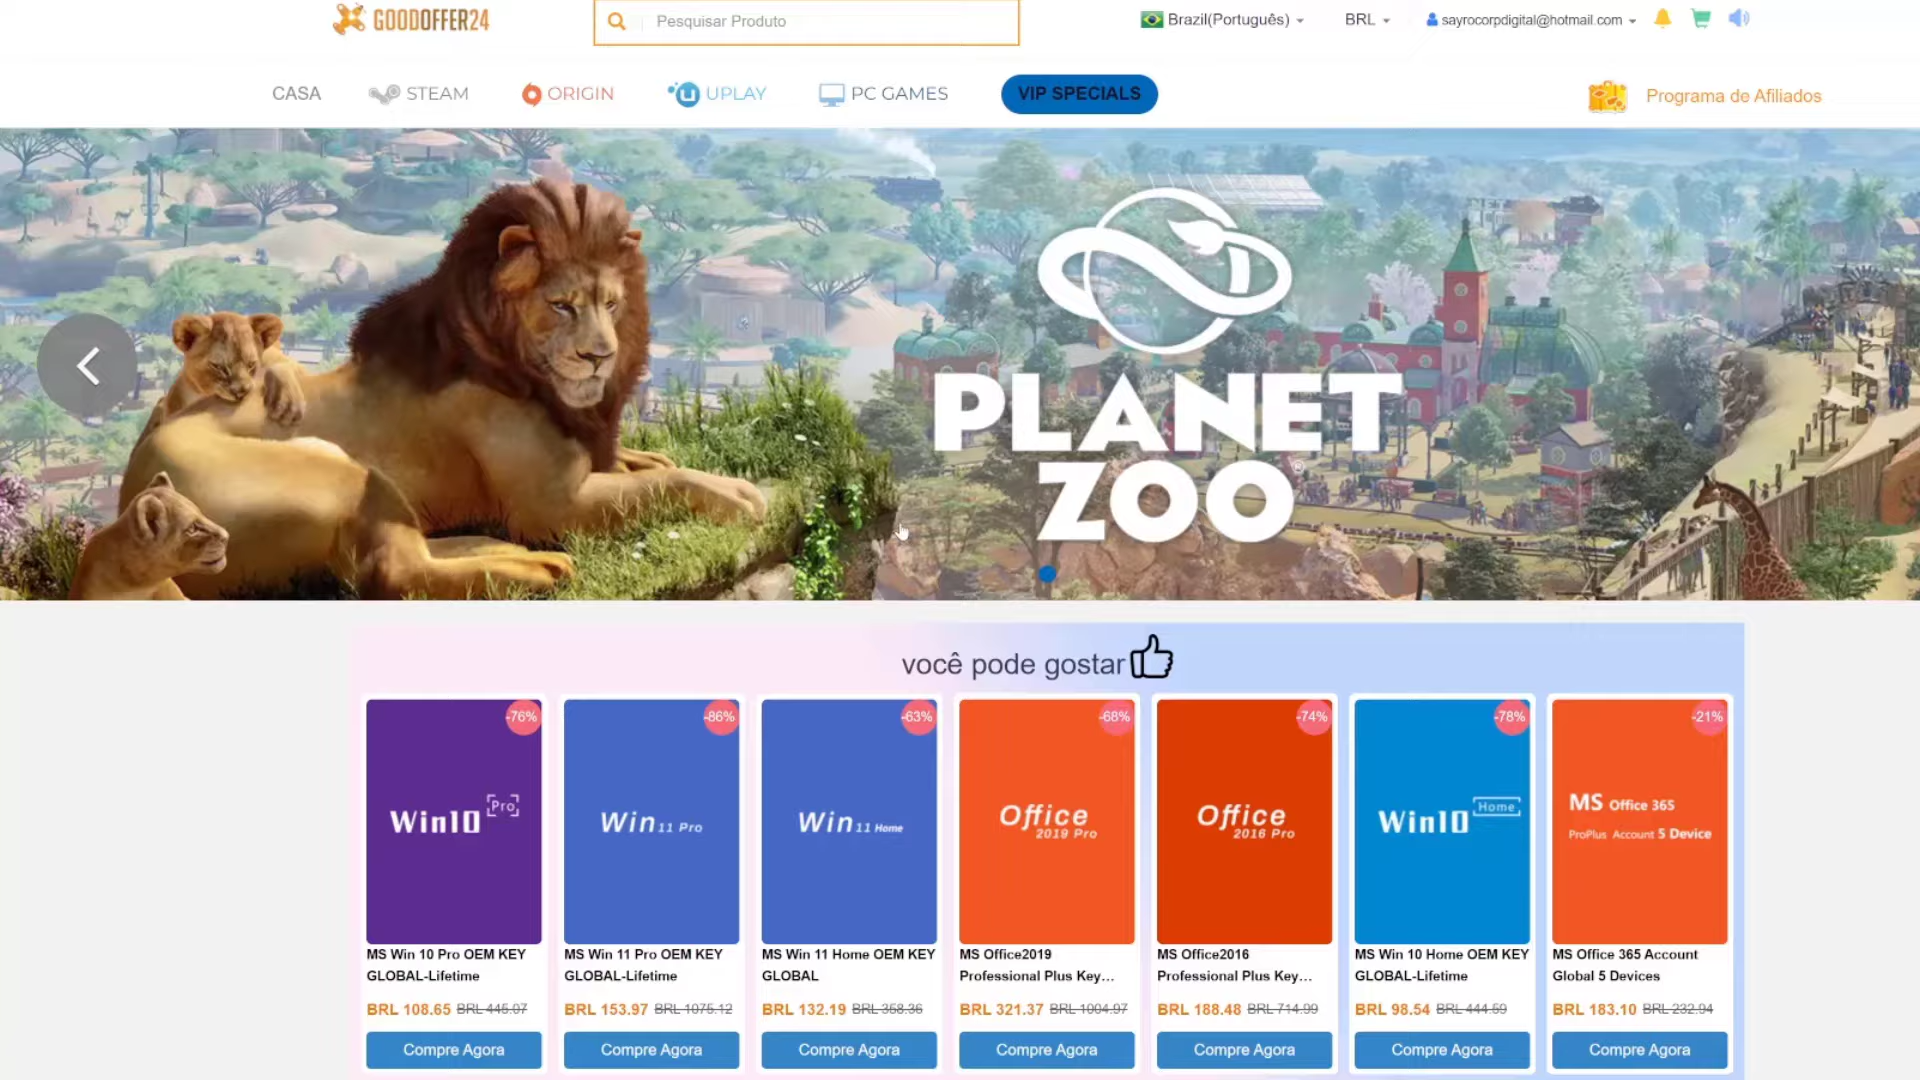 GOODOFFER24
Pesquisar Produto
Brazil(Português)
BRL
sayrocorpdigital@hotmail.com
CASA
STEAM
ORIGIN
UPLAY
PC GAMES
VIP SPECIALS
Programa de Afiliados
PLANET
ZOO®
você pode gostar
-76%
-86%
-63%
-68%
-74%
-78%
-21%
Win10 Pro
Win 11 Pro
Win 11 Home
Office
2019 Pro
Office
2016 Pro
Win10 Home
MS Office 365
ProPlus Account 5 Device
MS Win 10 Pro OEM KEY
GLOBAL-Lifetime
BRL 108.65 BRL 445.07
Compre Agora
MS Win 11 Pro OEM KEY
GLOBAL-Lifetime
BRL 153.97 BRL 1075.12
Compre Agora
MS Win 11 Home OEM KEY
GLOBAL
BRL 132.19 BRL 358.36
Compre Agora
MS Office2019
Professional Plus Key...
BRL 321.37 BRL 1004.97
Compre Agora
MS Office2016
Professional Plus Key...
BRL 188.48 BRL 714.99
Compre Agora
MS Win 10 Home OEM KEY
GLOBAL-Lifetime
BRL 98.54 BRL 444.59
Compre Agora
MS Office 365 Account
Global 5 Devices
BRL 183.10 BRL 232.94
Compre Agora